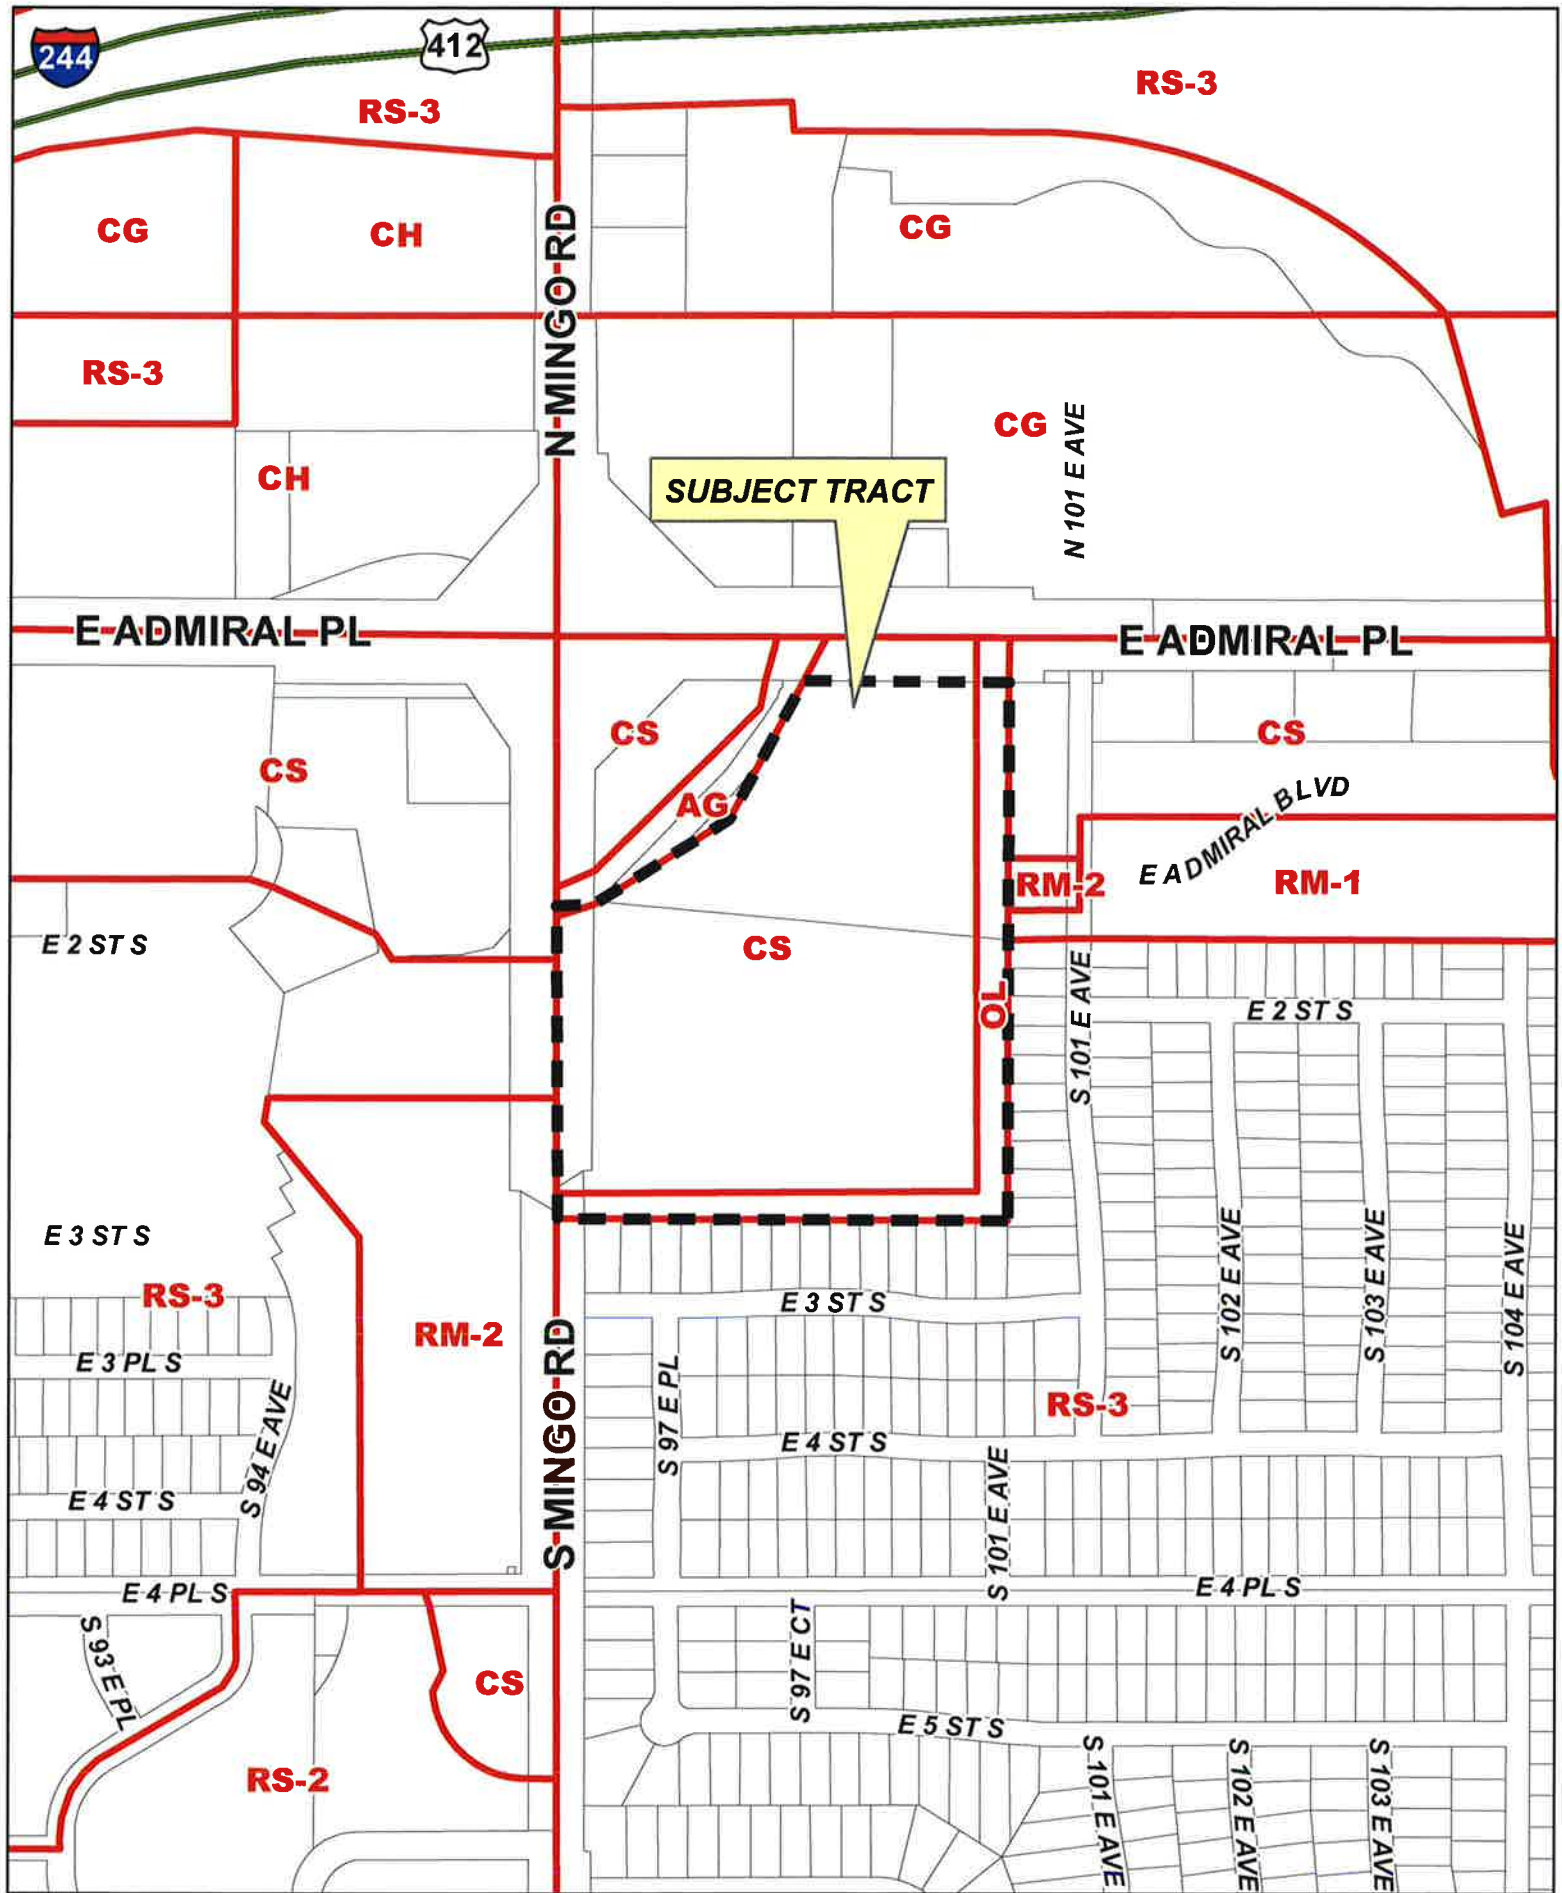 244
412
RS-3
RS-3
CG
CH
CG
N MINGO RD
RS-3
CG
N 101 E AVE
CH
SUBJECT TRACT
E ADMIRAL PL
E ADMIRAL PL
CS
CS
CS
AG
E ADMIRAL BLVD
RM-2
RM-1
E 2 ST S
CS
OL
S 101 E AVE
E 2 ST S
E 3 ST S
RS-3
E 3 ST S
S 102 E AVE
S 103 E AVE
S 104 E AVE
RM-2
E 3 PL S
S MINGO RD
S 97 E PL
RS-3
S 94 E AVE
E 4 ST S
E 4 ST S
S 101 E AVE
E 4 PL S
E 4 PL S
S 93 E PL
CS
S 97 E CT
E 5 ST S
RS-2
S 101 E AVE
S 102 E AVE
S 103 E AVE